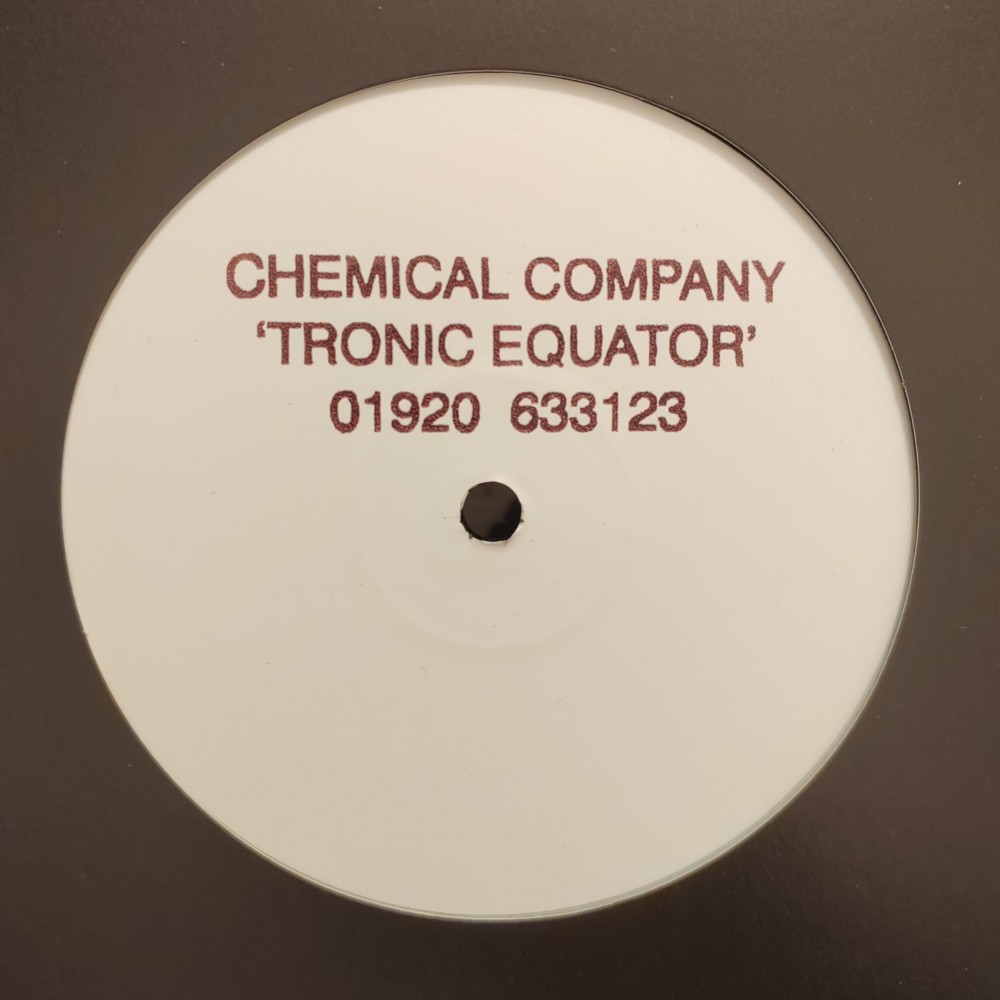 CHEMICAL COMPANY
‘TRONIC EQUATOR’
01920 633123